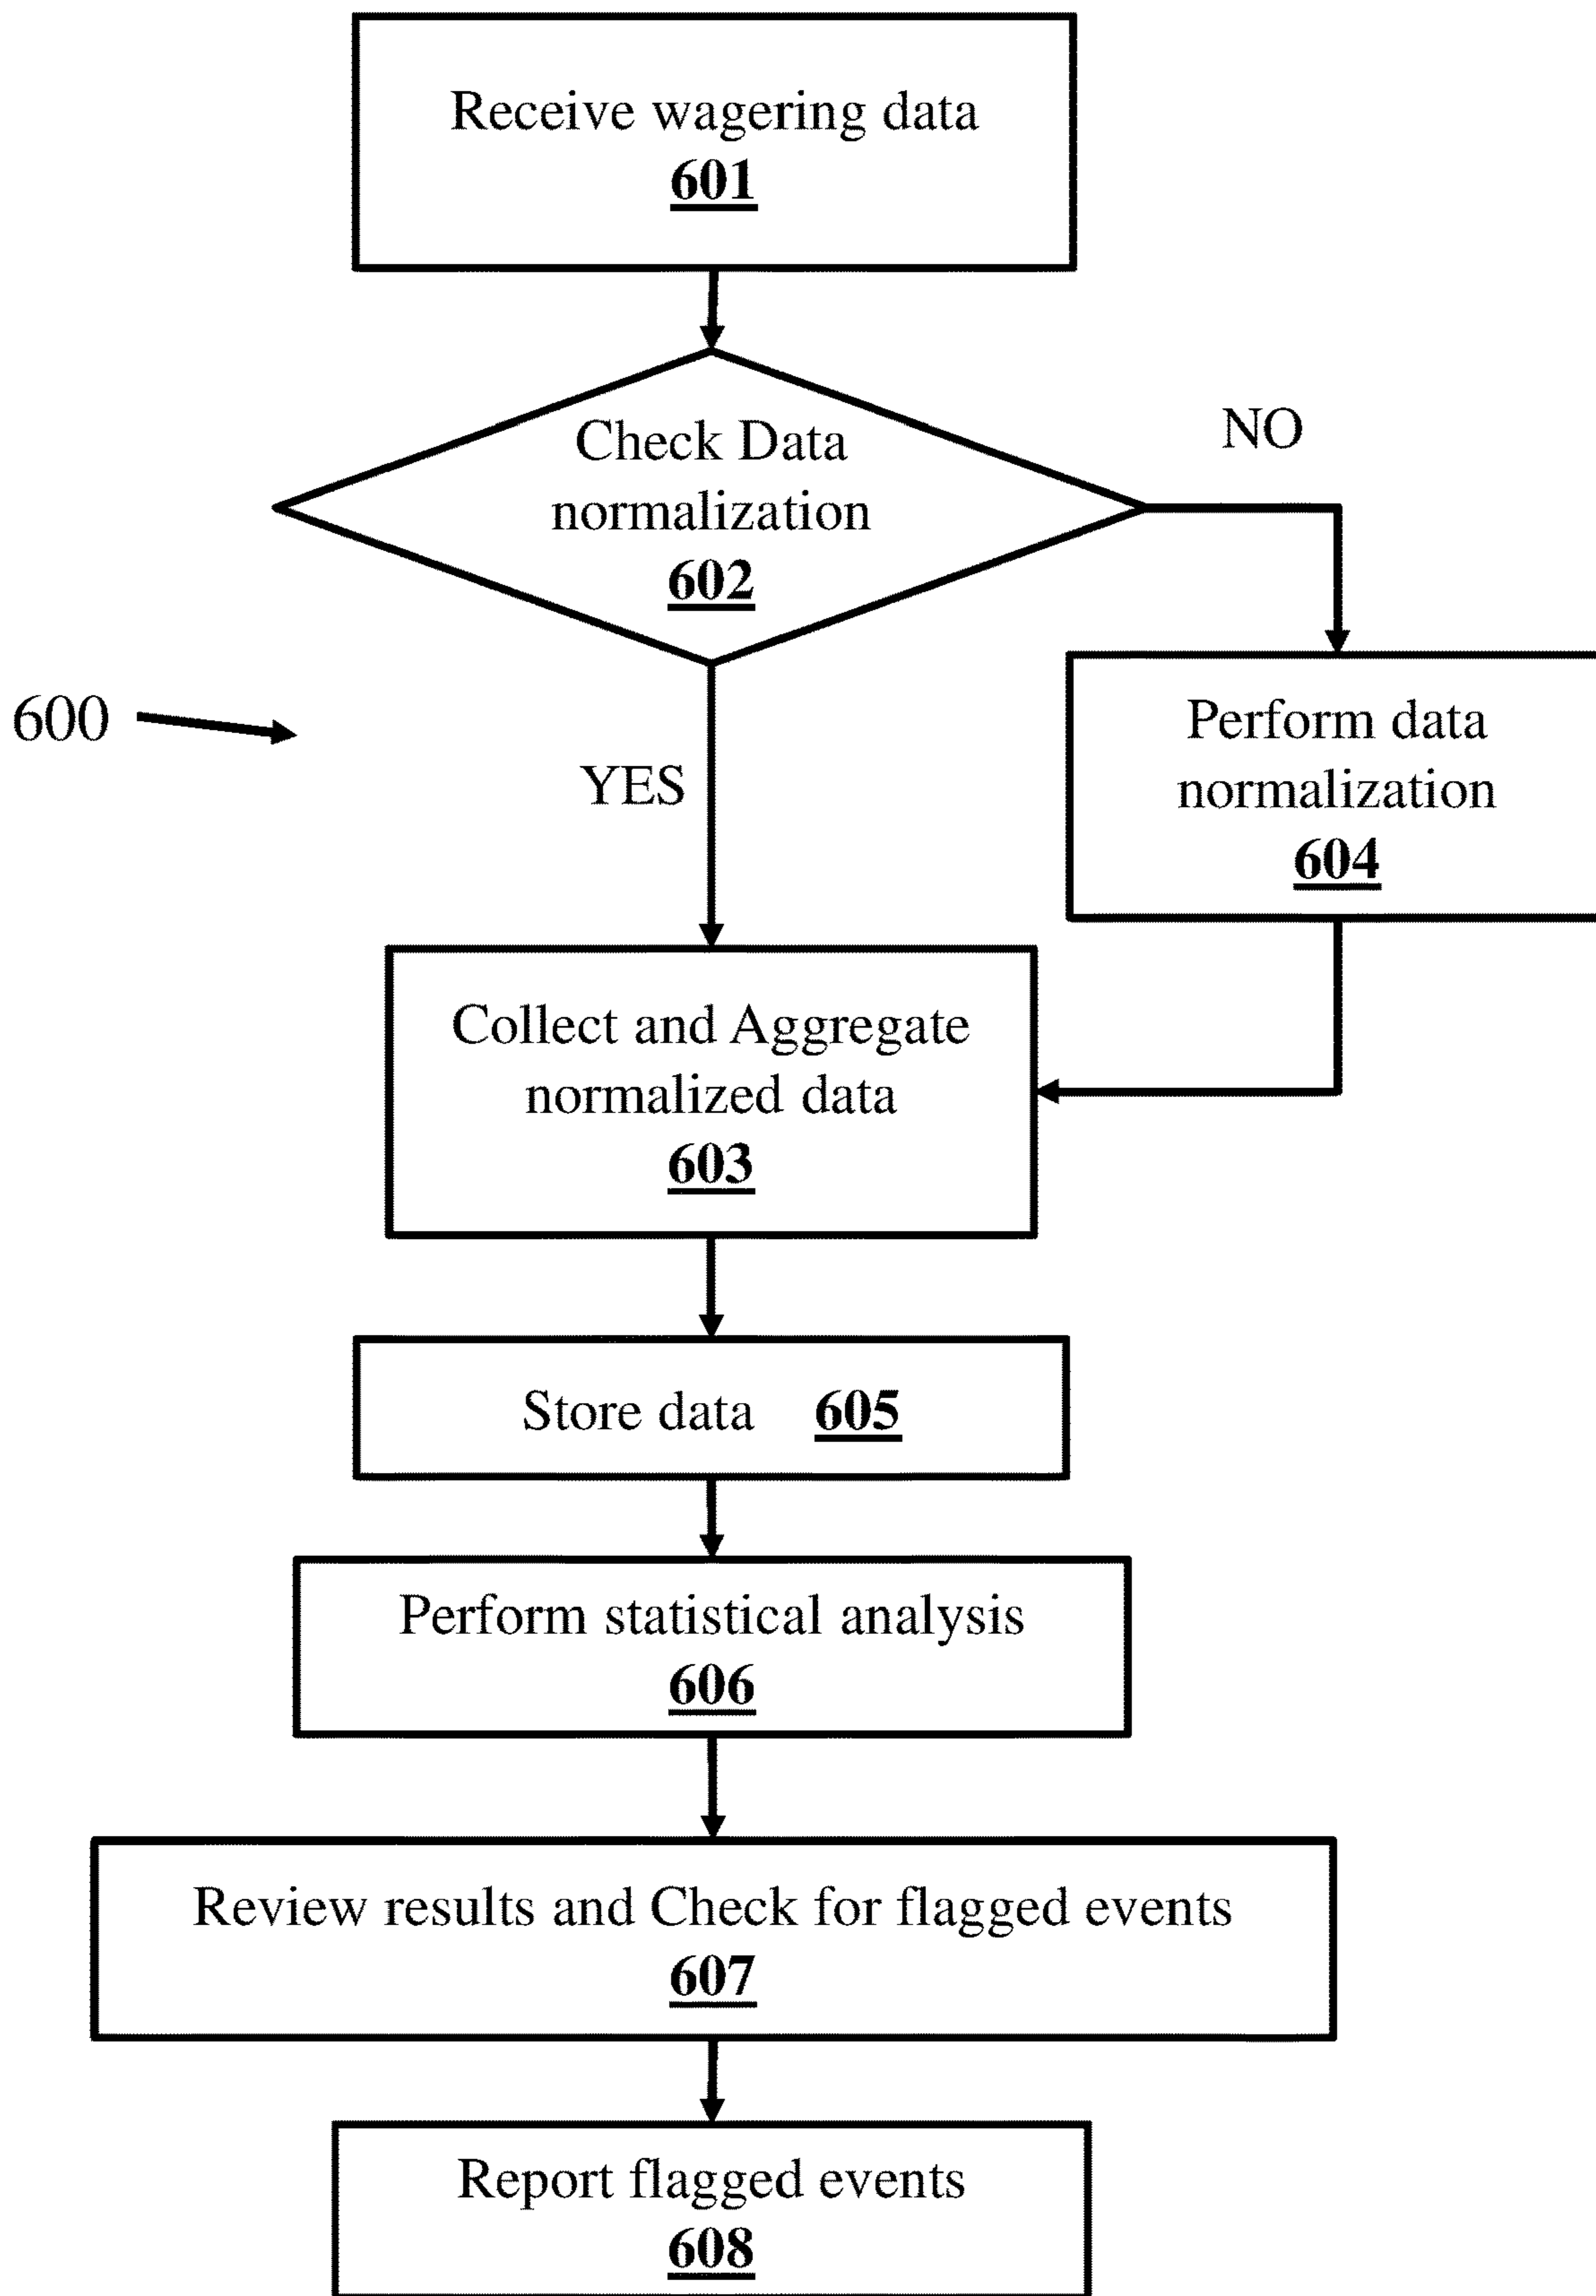 Receive wagering data
601
Check Data
normalization
602
NO
600
YES
Perform data
normalization
604
Collect and Aggregate
normalized data
603
Store data 605
Perform statistical analysis
606
Review results and Check for flagged events
607
Report flagged events
608